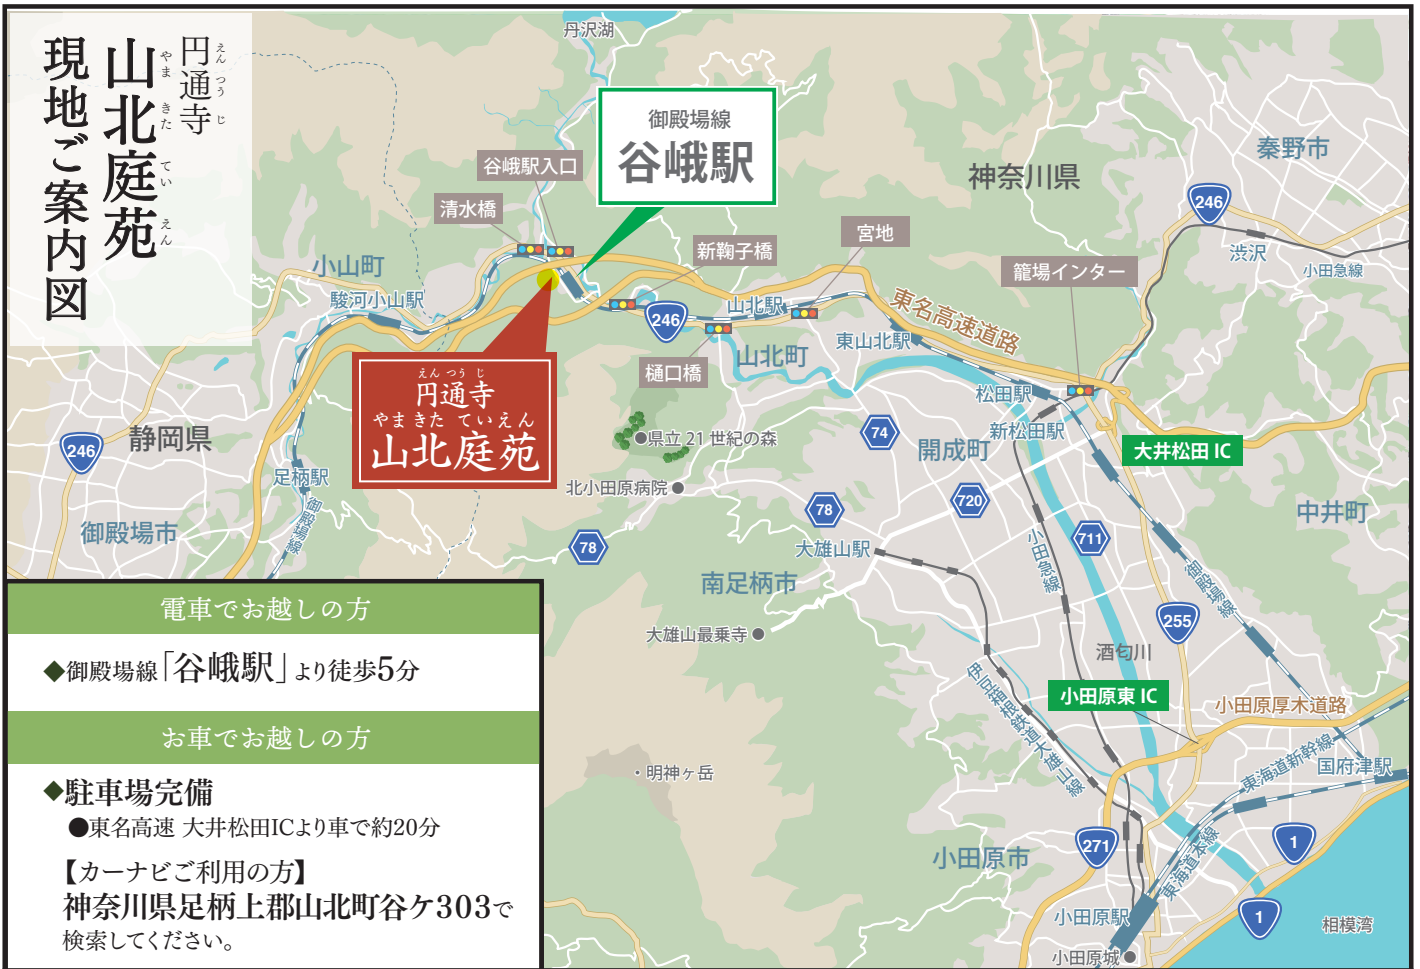 円通寺
えんつうじ
山北庭苑
やまきたていえん
現地ご案内図
丹沢湖
御殿場線
谷峨駅
谷峨駅入口
清水橋
新鞠子橋
宮地
籠場インター
樋口橋
神奈川県
秦野市
246
渋沢
小田急線
小山町
駿河小山駅
246
山北駅
山北町
東名高速道路
東山北駅
松田駅
新松田駅
大井松田 IC
えん つう じ
円通寺
やま きた てい えん
山北庭苑
静岡県
246
足柄駅
御殿場線
御殿場市
●県立 21 世紀の森
北小田原病院●
74
開成町
78
720
711
78
大雄山駅
小田急線
御殿場線
中井町
南足柄市
大雄山最乗寺●
255
酒匂川
小田原東 IC
小田原厚木道路
伊豆箱根鉄道大雄山線
東海道新幹線
国府津駅
・明神ヶ岳
小田原市
271
1
東海道本線
1
小田原駅
小田原城●
相模湾
電車でお越しの方
◆御殿場線「谷峨駅」より徒歩5分
お車でお越しの方
◆駐車場完備
●東名高速 大井松田ICより車で約20分
【カーナビご利用の方】
神奈川県足柄上郡山北町谷ケ303で
検索してください。